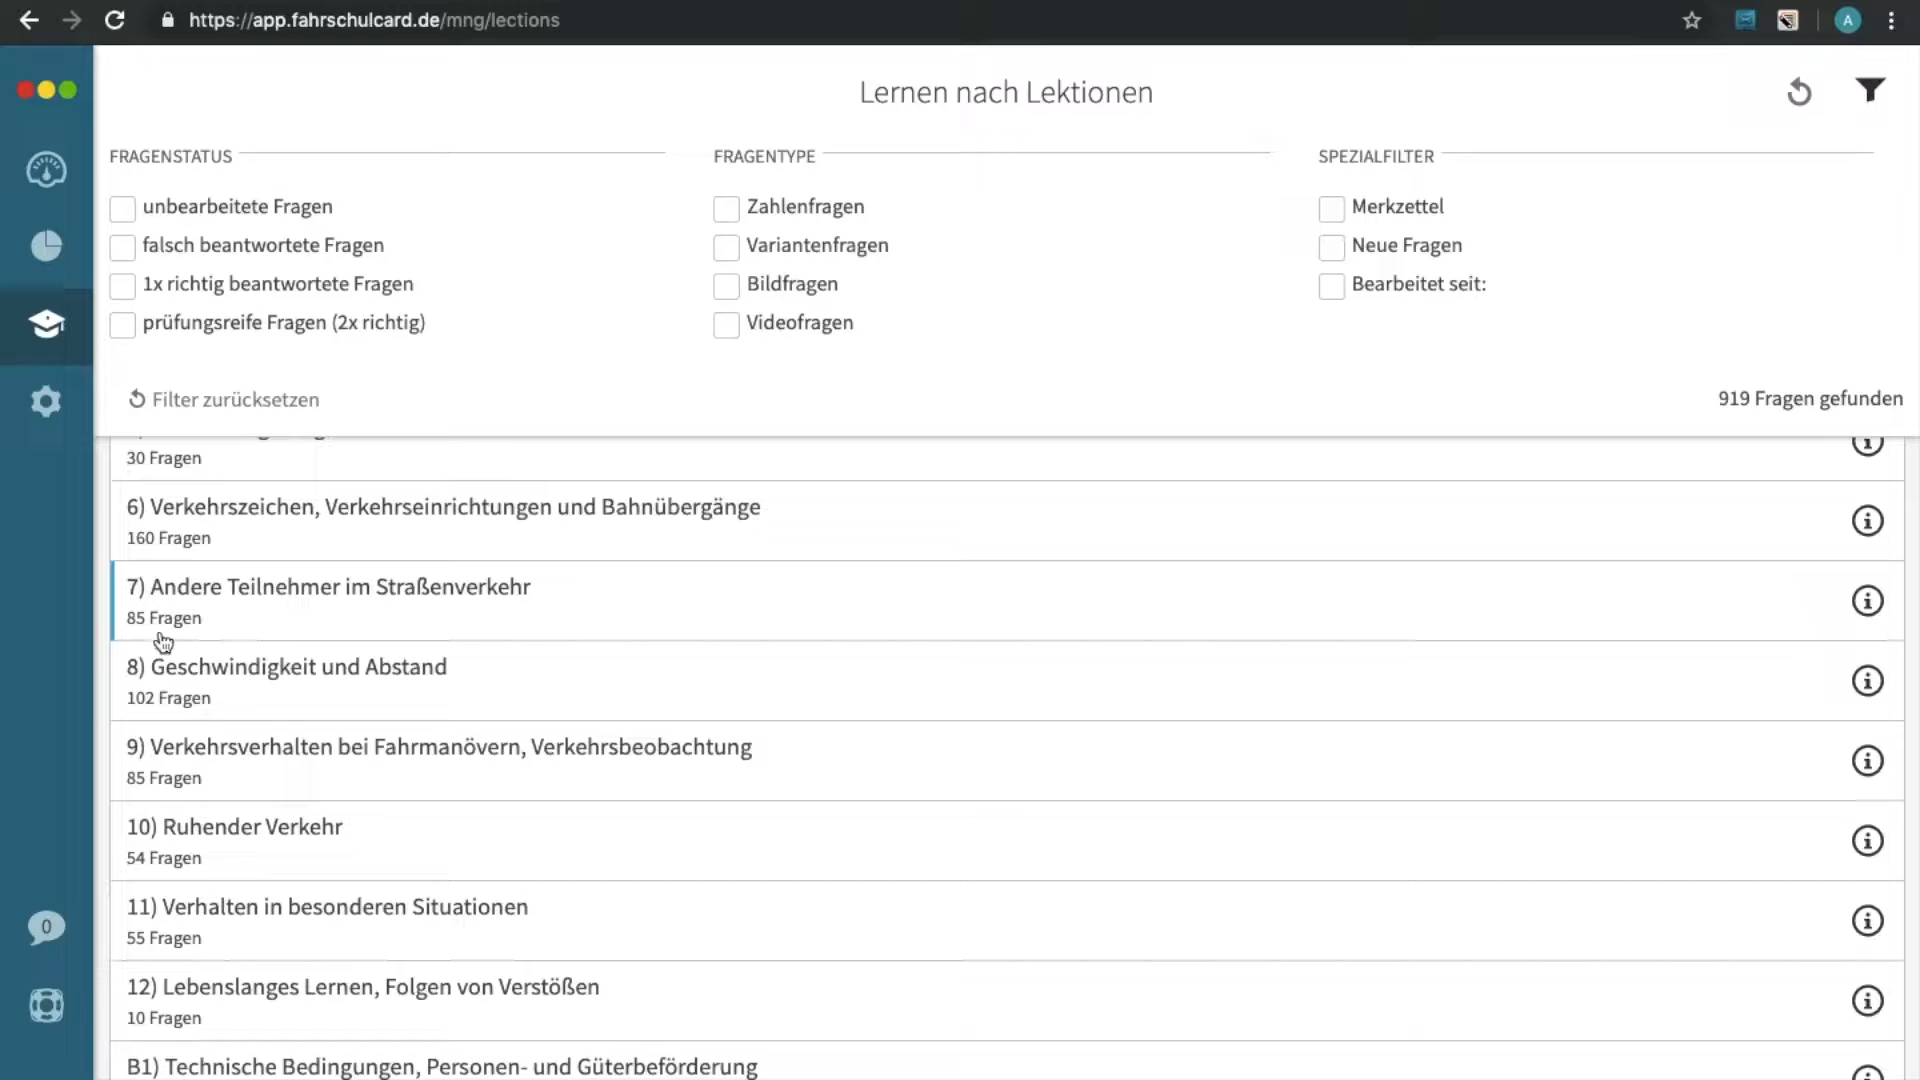 https://app.fahrschulcard.de/mng/lections
A
Lernen nach Lektionen
FRAGENSTATUS
unbearbeitete Fragen
falsch beantwortete Fragen
1x richtig beantwortete Fragen
prüfungsreife Fragen (2x richtig)
FRAGENTYPE
Zahlenfragen
Variantenfragen
Bildfragen
Videofragen
SPEZIALFILTER
Merkzettel
Neue Fragen
Bearbeitet seit:
Filter zurücksetzen
919 Fragen gefunden
30 Fragen
6) Verkehrszeichen, Verkehrseinrichtungen und Bahnübergänge
160 Fragen
7) Andere Teilnehmer im Straßenverkehr
85 Fragen
8) Geschwindigkeit und Abstand
102 Fragen
9) Verkehrsverhalten bei Fahrmanövern, Verkehrsbeobachtung
85 Fragen
10) Ruhender Verkehr
54 Fragen
11) Verhalten in besonderen Situationen
55 Fragen
12) Lebenslanges Lernen, Folgen von Verstößen
10 Fragen
B1) Technische Bedingungen, Personen- und Güterbeförderung
0